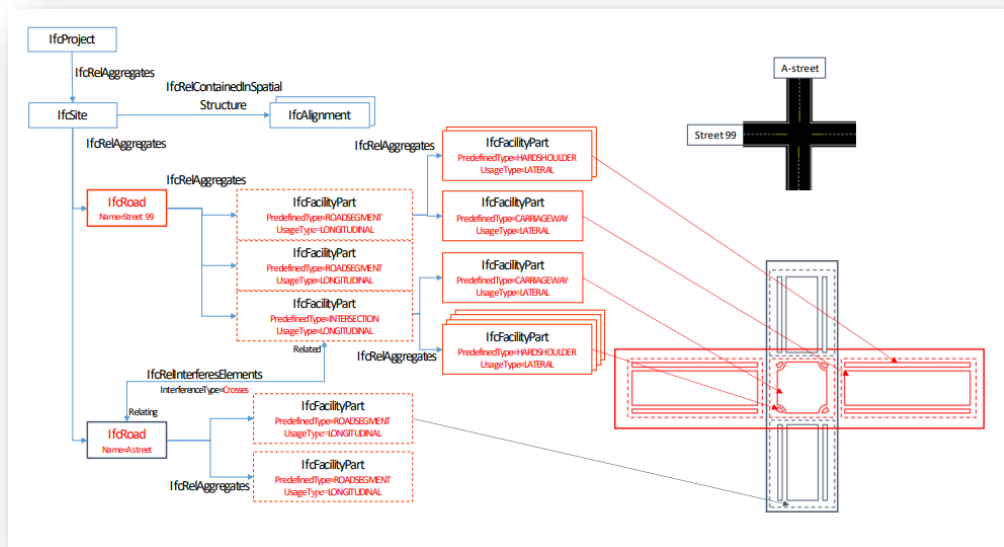 IfcProject
IfcRelAggregates
IfcRelContainedInSpatial
Structure
IfcSite
IfcAlignment
IfcRelAggregates
A-street
Street 99
IfcRelAggregates
IfcFacilityPart
PredefinedType=HARDSHOULDER
UsageType=LATERAL
IfcRelAggregates
IfcRoad
Name=Street 99
IfcFacilityPart
PredefinedType=ROADSEGMENT
UsageType=LONGITUDINAL
IfcFacilityPart
PredefinedType=CARRIAGEWAY
UsageType=LATERAL
IfcFacilityPart
PredefinedType=ROADSEGMENT
UsageType=LONGITUDINAL
IfcFacilityPart
PredefinedType=CARRIAGEWAY
UsageType=LATERAL
IfcFacilityPart
PredefinedType=INTERSECTION
UsageType=LONGITUDINAL
IfcFacilityPart
PredefinedType=HARDSHOULDER
UsageType=LATERAL
Related
IfcRelAggregates
IfcRelInterferesElements
InterferenceType=Crosses
Relating
IfcRoad
Name=A street
IfcFacilityPart
PredefinedType=ROADSEGMENT
UsageType=LONGITUDINAL
IfcFacilityPart
PredefinedType=ROADSEGMENT
UsageType=LONGITUDINAL
IfcRelAggregates